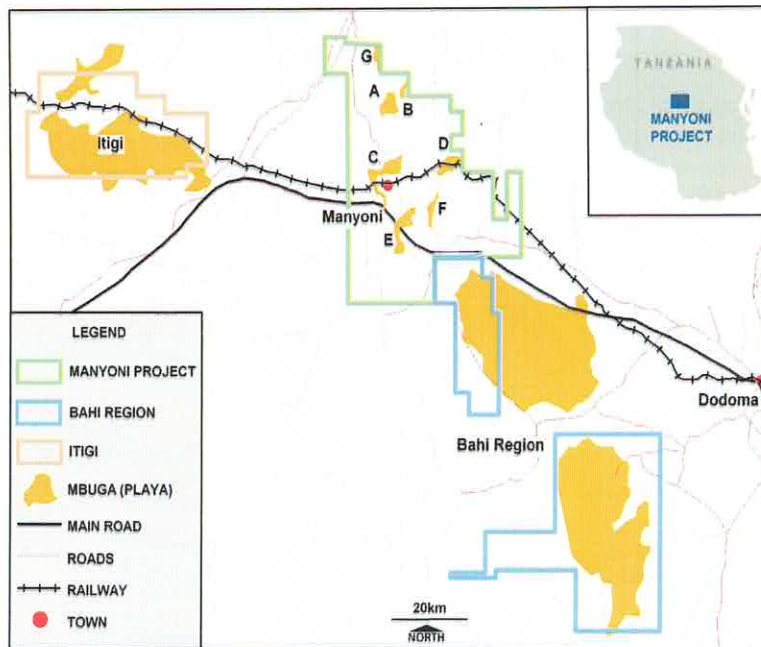 G
A
B
Itigi
C
D
Manyoni
F
E
Dodoma
Bahi Region
20km
NORTH
TANZANIA
MANYONI
PROJECT
LEGEND
MANYONI PROJECT
BAHI REGION
ITIGI
MBUGA (PLAYA)
MAIN ROAD
ROADS
RAILWAY
TOWN